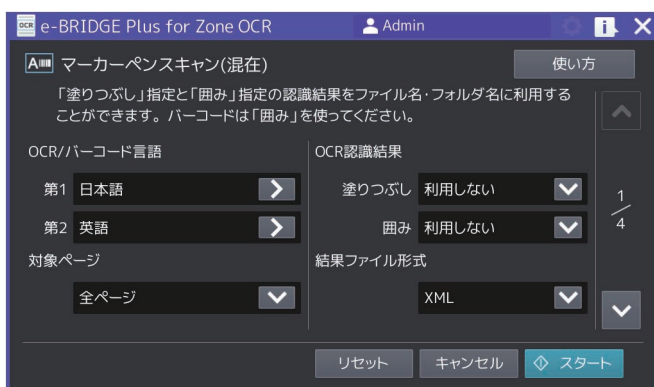 OCR e-BRIDGE Plus for Zone OCR
Admin
A マーカーペンスキャン(混在)
使い方
「塗りつぶし」指定と「囲み」指定の認識結果をファイル名・フォルダ名に利用する
ことができます。バーコードは「囲み」を使ってください。
OCR/バーコード言語
OCR認識結果
第1 日本語
塗りつぶし 利用しない
第2 英語
囲み 利用しない
1/4
対象ページ
結果ファイル形式
全ページ
XML
リセット キャンセル スタート